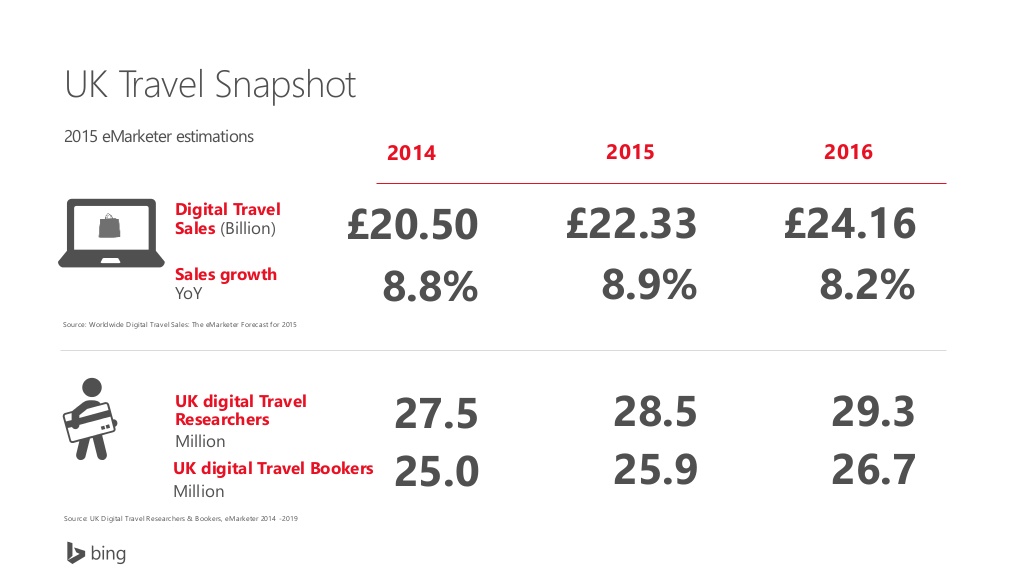 UK Travel Snapshot
2015 eMarketer estimations
2014 2015 2016
Digital Travel
Sales (Billion)
£20.50 £22.33 £24.16
Sales growth
YoY
8.8% 8.9% 8.2%
Source: Worldwide Digital Travel Sales: The eMarketer Forecast for 2015
UK digital Travel
Researchers
Million
27.5 28.5 29.3
UK digital Travel Bookers
Million
25.0 25.9 26.7
Source: UK Digital Travel Researchers & Bookers, eMarketer 2014 -2019
bing